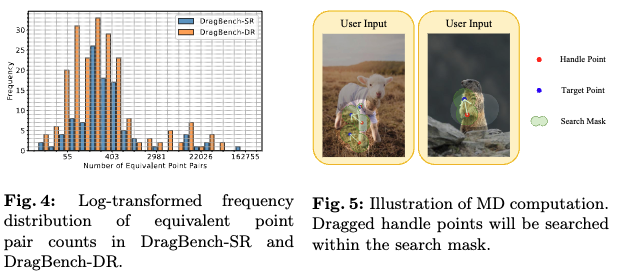 DragBench-SR
DragBench-DR
Frequency
30
25
20
15
10
5
0
55
403
2981
22026
162755
Number of Equivalent Point Pairs
Fig. 4: Log-transformed frequency
distribution of equivalent point
pair counts in DragBench-SR and
DragBench-DR.
User Input
User Input
Handle Point
Target Point
Search Mask
Fig. 5: Illustration of MD computation.
Dragged handle points will be searched
within the search mask.